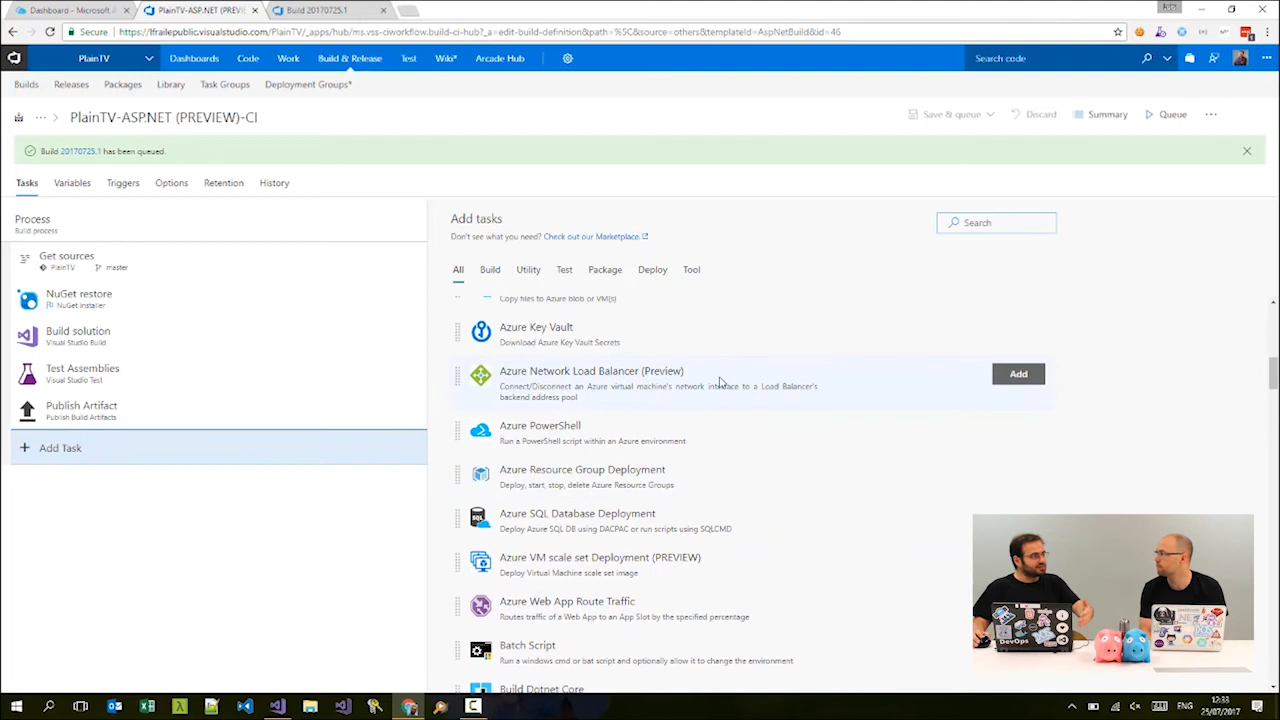 Dashboard - Microsoft A
PlainTV-ASP.NET (PREVIE
Build 20170725.1
Secure
https://lfrailepublic.visualstudio.com/PlainTV/_apps/hub/ms.vss-ciworkflow.build-ci-hub?_a=edit-build-definition&path=%5C&source=others&templateId=AspNetBuild&id=46
PlainTV
Dashboards
Code
Work
Build & Release
Test
Wiki*
Arcade Hub
Search code
Builds
Releases
Packages
Library
Task Groups
Deployment Groups*
PlainTV-ASP.NET (PREVIEW)-CI
Save & queue
Discard
Summary
Queue
Build 20170725.1 has been queued.
Tasks
Variables
Triggers
Options
Retention
History
Process
Build process
Get sources
PlainTV
master
NuGet restore
NuGet Installer
Build solution
Visual Studio Build
Test Assemblies
Visual Studio Test
Publish Artifact
Publish Build Artifacts
+ Add Task
Add tasks
Search
Don't see what you need? Check out our Marketplace.
All
Build
Utility
Test
Package
Deploy
Tool
Copy files to Azure blob or VM(s)
Azure Key Vault
Download Azure Key Vault Secrets
Azure Network Load Balancer (Preview)
Connect/Disconnect an Azure virtual machine's network interface to a Load Balancer's
backend address pool
Add
Azure PowerShell
Run a PowerShell script within an Azure environment
Azure Resource Group Deployment
Deploy, start, stop, delete Azure Resource Groups
Azure SQL Database Deployment
Deploy Azure SQL DB using DACPAC or run scripts using SQLCMD
Azure VM scale set Deployment (PREVIEW)
Deploy Virtual Machine scale set image
Azure Web App Route Traffic
Routes traffic of a Web App to an App Slot by the specified percentage
Batch Script
Run a windows cmd or bat script and optionally allow it to change the environment
Build Dotnet Core
DevOps
ENG
12:33
25/07/2017